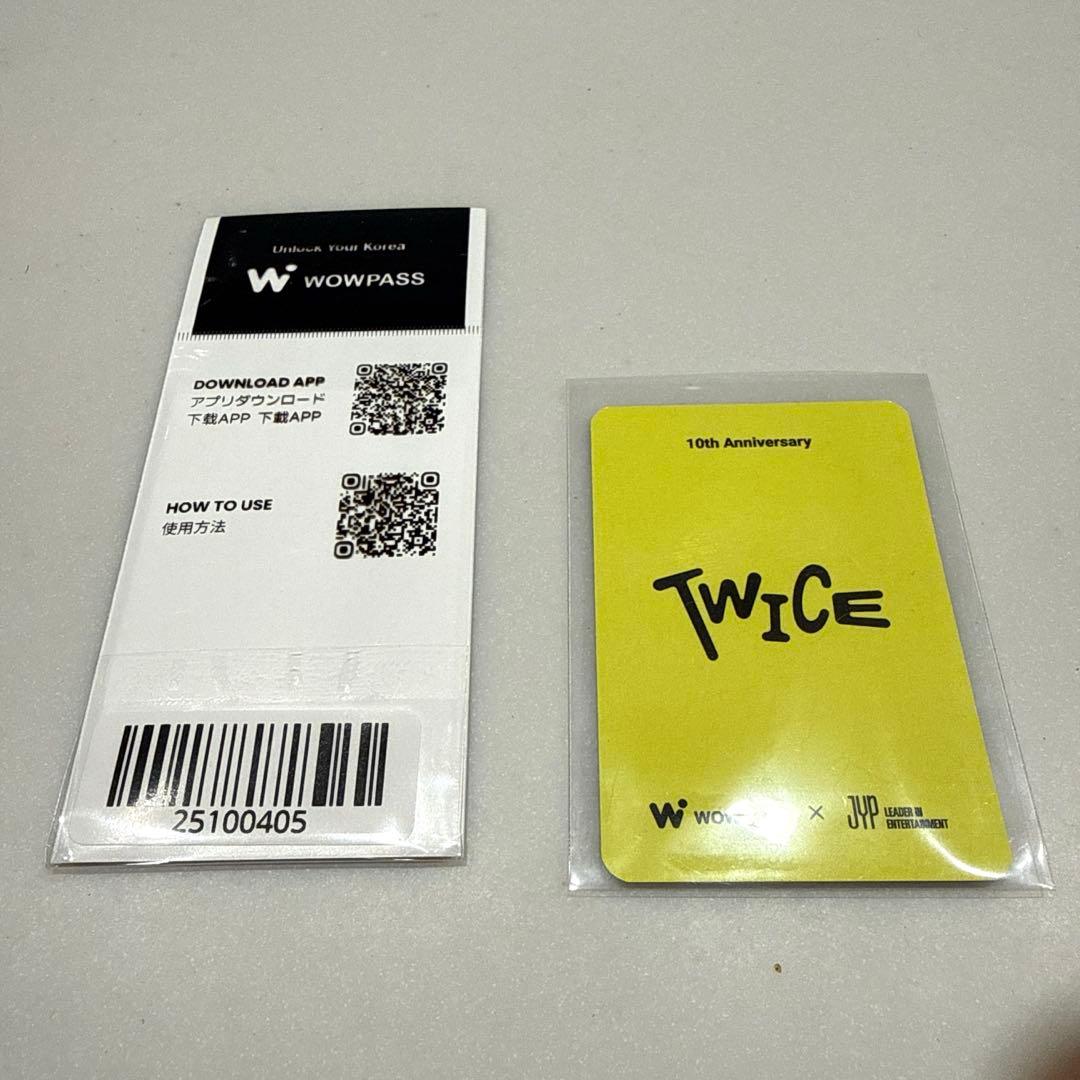 Unlock Your Korea
W WOWPASS
DOWNLOAD APP
アプリダウンロード
下载APP 下載APP
HOW TO USE
使用方法
25100405
10th Anniversary
TWICE
W × JYP LEADER IN
ENTERTAINMENT